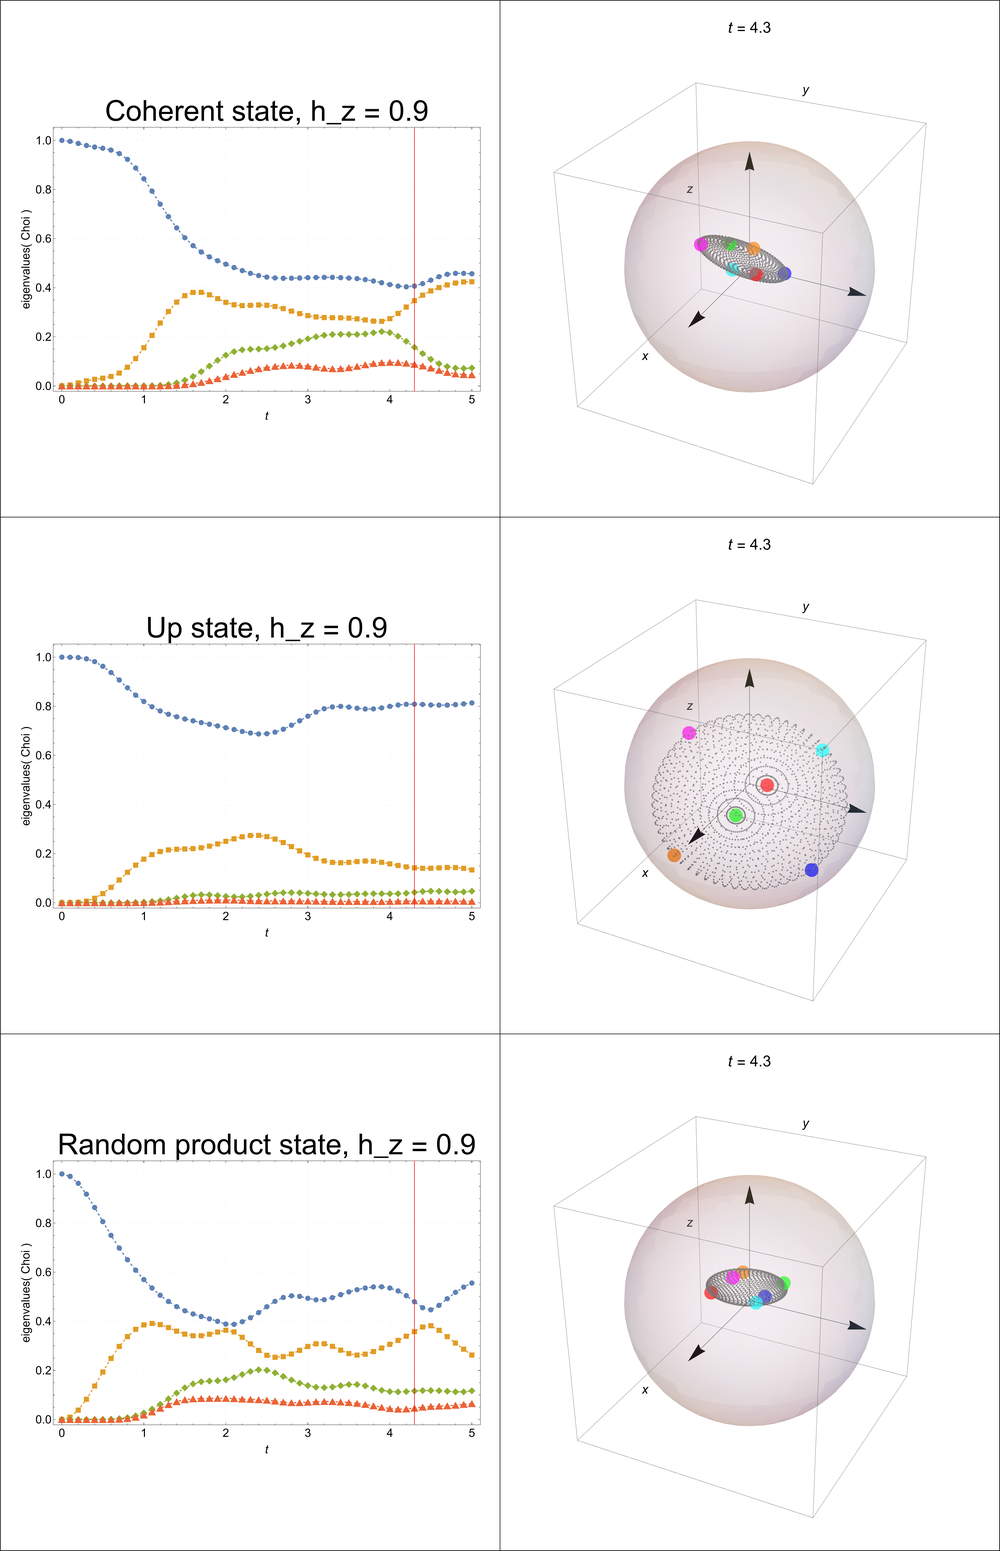 Coherent state, h_z = 0.9
eigenvalues( Choi )
1.0
0.8
0.6
0.4
0.2
0.0
0 1 2 3 4 5
t
t = 4.3
y
z
x
Up state, h_z = 0.9
eigenvalues( Choi )
1.0
0.8
0.6
0.4
0.2
0.0
0 1 2 3 4 5
t
t = 4.3
y
z
x
Random product state, h_z = 0.9
eigenvalues( Choi )
1.0
0.8
0.6
0.4
0.2
0.0
0 1 2 3 4 5
t
t = 4.3
y
z
x